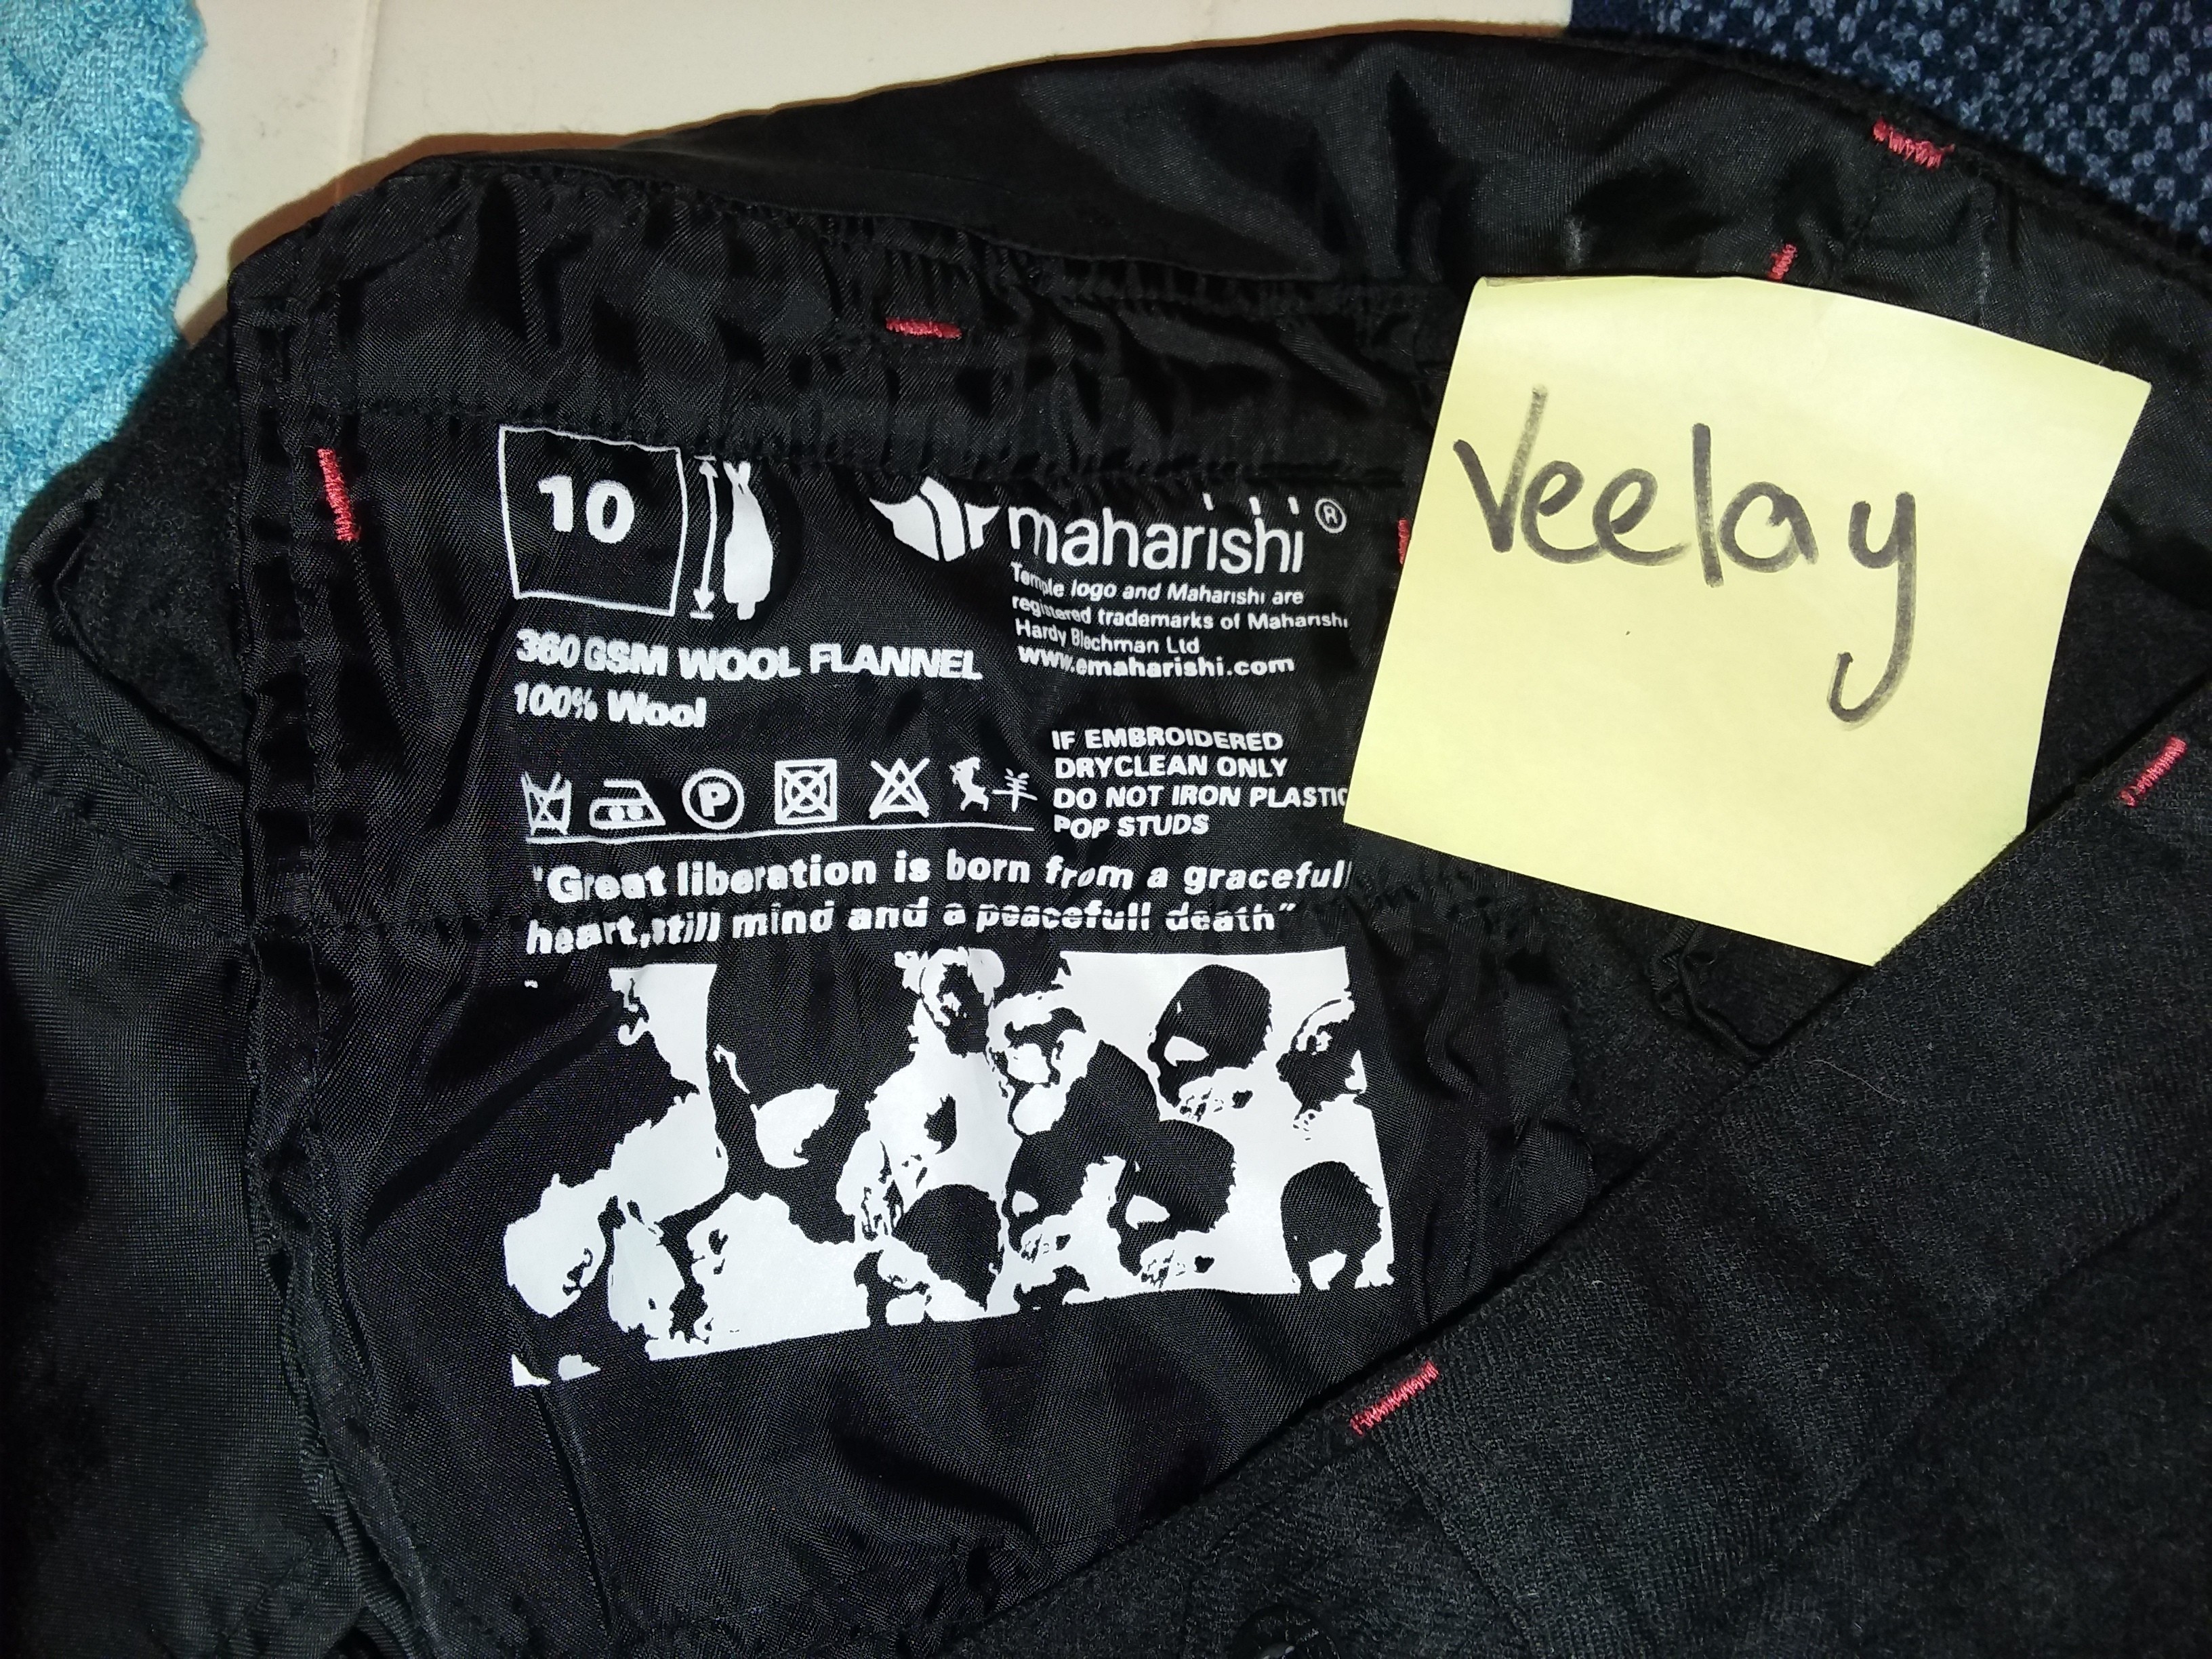 10
maharishi®
Temple logo and Maharishi are
registered trademarks of Maharishi
Hardy Blechman Ltd
www.emaharishi.com
360 GSM WOOL FLANNEL
100% Wool
P
羊
IF EMBROIDERED
DRYCLEAN ONLY
DO NOT IRON PLASTIC
POP STUDS
"Great liberation is born from a gracefull
heart,still mind and a peacefull death"
Veelay